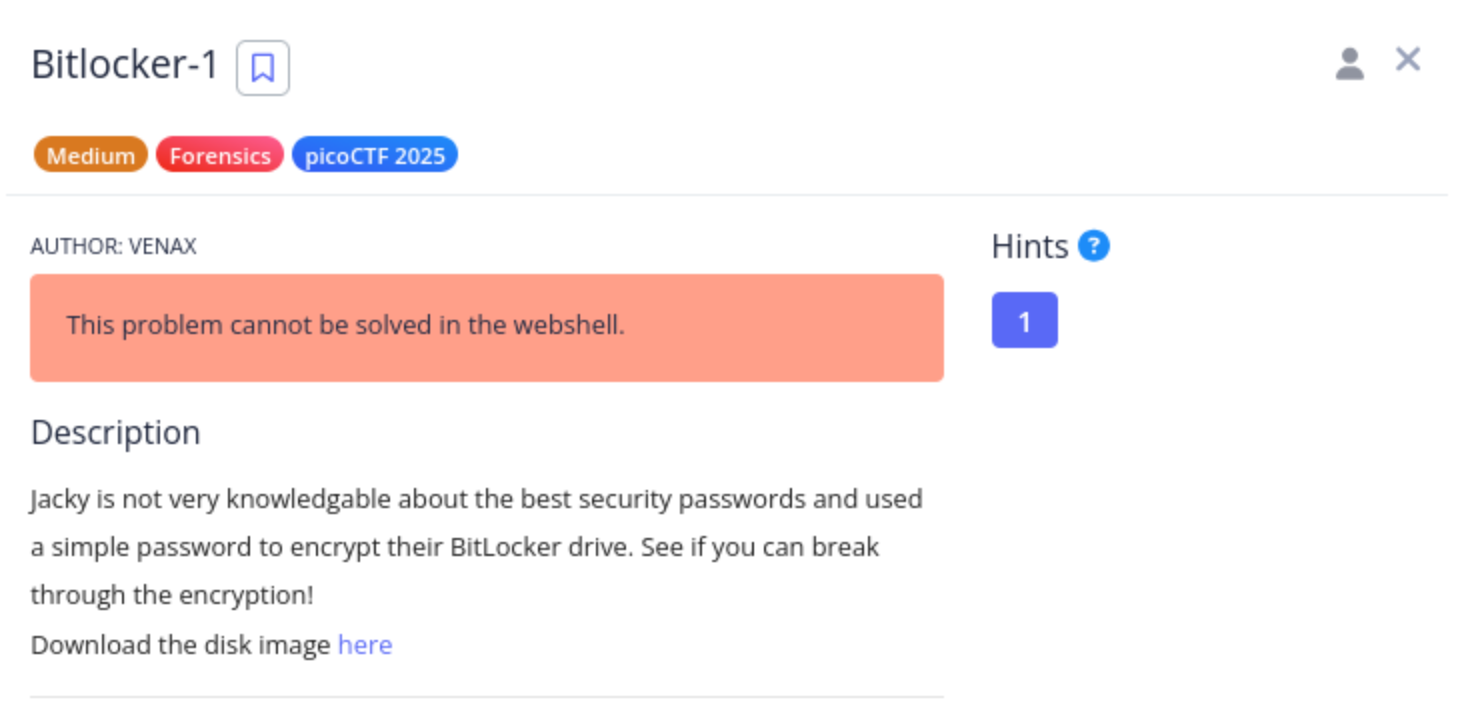 Bitlocker-1
Medium Forensics picoCTF 2025
AUTHOR: VENAX
This problem cannot be solved in the webshell.
Description
Jacky is not very knowledgable about the best security passwords and used
a simple password to encrypt their BitLocker drive. See if you can break
through the encryption!
Download the disk image here
Hints ?
1